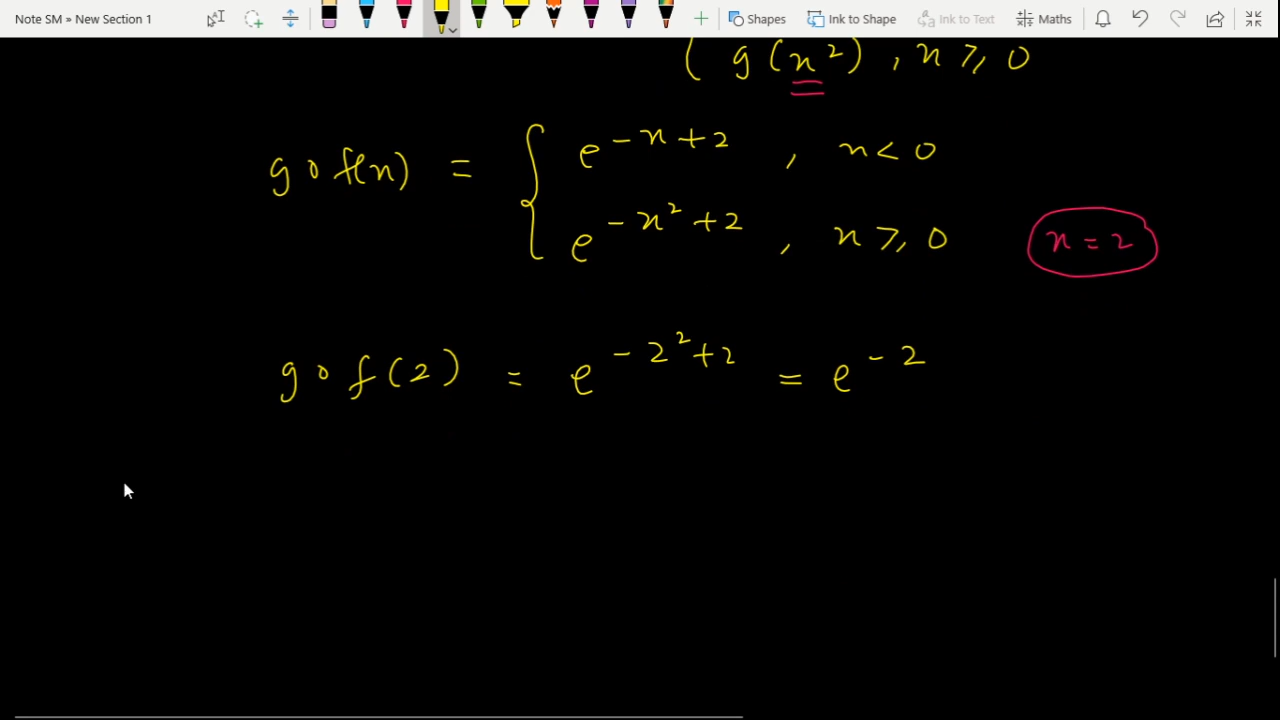 Note SM » New Section 1 Shapes Ink to Shape Ink to Text Maths
( g(x²) , x ≥ 0
g o f(x) = { e^{-x+2} , x < 0
e^{-x²+2} , x ≥ 0 x = 2
g o f(2) = e^{-2²+2} = e^{-2}